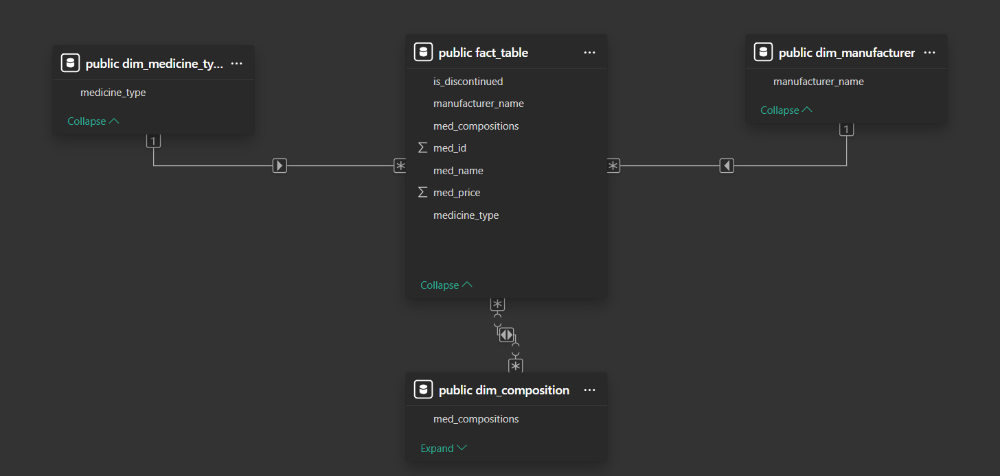 public dim_medicine_ty...
medicine_type
Collapse
1
public fact_table
is_discontinued
manufacturer_name
med_compositions
∑ med_id
med_name
∑ med_price
medicine_type
Collapse
*
*
*
public dim_manufacturer
manufacturer_name
Collapse
1
*
public dim_composition
med_compositions
Expand